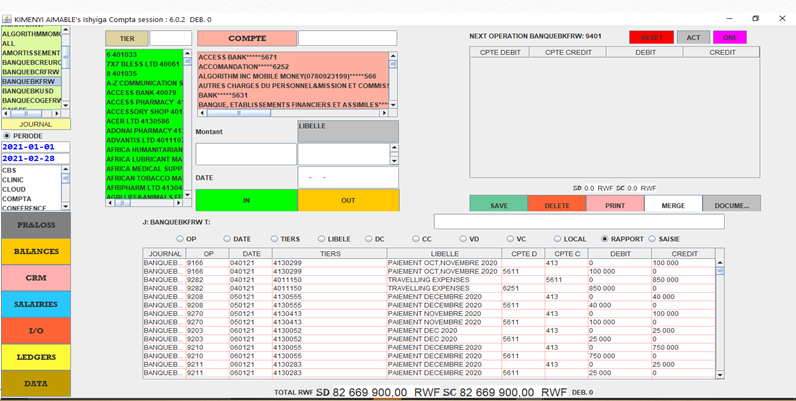 KIMENYI AIMABLE's Ishyiga Compta session : 6.0.2 DEB. 0
ALGORITHMMOM
ALL
AMORTISSEMENT
BANQUEBCREURO
BANQUEBCRFRW
BANQUEBKFRW
BANQUEBKUSD
BANQUECOGEFRW
JOURNAL
PERIODE
2021-01-01
2021-02-28
CBS
CLINIC
CLOUD
COMPTA
CONFERENCE
PR&LOSS
BALANCES
CRM
SALAIRIES
I/O
LEDGERS
DATA
TIER
6 401033
7X7 BLESS LTD 40061
8 401035
A-Z COMMUNICATION S
ACCESS BANK 40079
ACCESS PHARMACY 4
ACCESSORY SHOP 401
ACER LTD 4130586
ADONAI PHARMACY 41
ADVANTIS LTD 4011107
AFRICA HUMANITARIAN
AFRICA LUBRICANT MA
AFRICA MEDICAL SUPP
AFRICAN TOBACCO MA
AFRIPHARM LTD 41304
COMPTE
ACCESS BANK*****5671
ACCOMANDATION*****6252
ALGORITHM INC MOBILE MONEY(0780923199)*****566
AUTRES CHARGES DU PERSONNEL&MISSION ET COMMISS
BANK*****5631
BANQUE, ETABLISSEMENTS FINANCIERS ET ASSIMILES****
Montant
LIBELLE
DATE
- -
IN
OUT
NEXT OPERATION BANQUEBKFRW: 9401
RESET
ACT
ONE
CPTE DEBIT CPTE CREDIT DEBIT CREDIT
SD 0.0 RWF SC 0.0 RWF
SAVE
DELETE
PRINT
MERGE
DOCUME...
J: BANQUEBKFRW T:
OP DATE TIERS LIBELE DC CC VD VC LOCAL RAPPORT SAISIE
JOURNAL OP DATE TIERS LIBELLE CPTE D CPTE C DEBIT CREDIT
BANQUEB... 9166 040121 4130299 PAIEMENT OCT,NOVEMBRE 2020 413 0 100 000
BANQUEB... 9166 040121 4130299 PAIEMENT OCT,NOVEMBRE 2020 5611 100 000 0
BANQUEB... 9282 040121 4011150 TRAVELLING EXPENSES 5611 0 850 000
BANQUEB... 9282 040121 4011150 TRAVELLING EXPENSES 6251 850 000 0
BANQUEB... 9208 050121 4130555 PAIEMENT DECEMBRE 2020 413 0 40 000
BANQUEB... 9208 050121 4130555 PAIEMENT DECEMBRE 2020 5611 40 000 0
BANQUEB... 9270 050121 4130413 PAIEMENT NOVEMBRE 2020 413 0 100 000
BANQUEB... 9270 050121 4130413 PAIEMENT NOVEMBRE 2020 5611 100 000 0
BANQUEB... 9203 060121 4130052 PAIEMENT DEC 2020 413 0 25 000
BANQUEB... 9203 060121 4130052 PAIEMENT DEC 2020 5611 25 000 0
BANQUEB... 9210 060121 4130055 PAIEMENT DECEMBRE 2020 413 0 750 000
BANQUEB... 9210 060121 4130055 PAIEMENT DECEMBRE 2020 5611 750 000 0
BANQUEB... 9211 060121 4130283 PAIEMENT DECEMBRE 2020 413 0 25 000
BANQUEB... 9211 060121 4130283 PAIEMENT DECEMBRE 2020 5611 25 000 0
TOTAL RWF SD 82 669 900,00 RWF SC 82 669 900,00 RWF DEB. 0